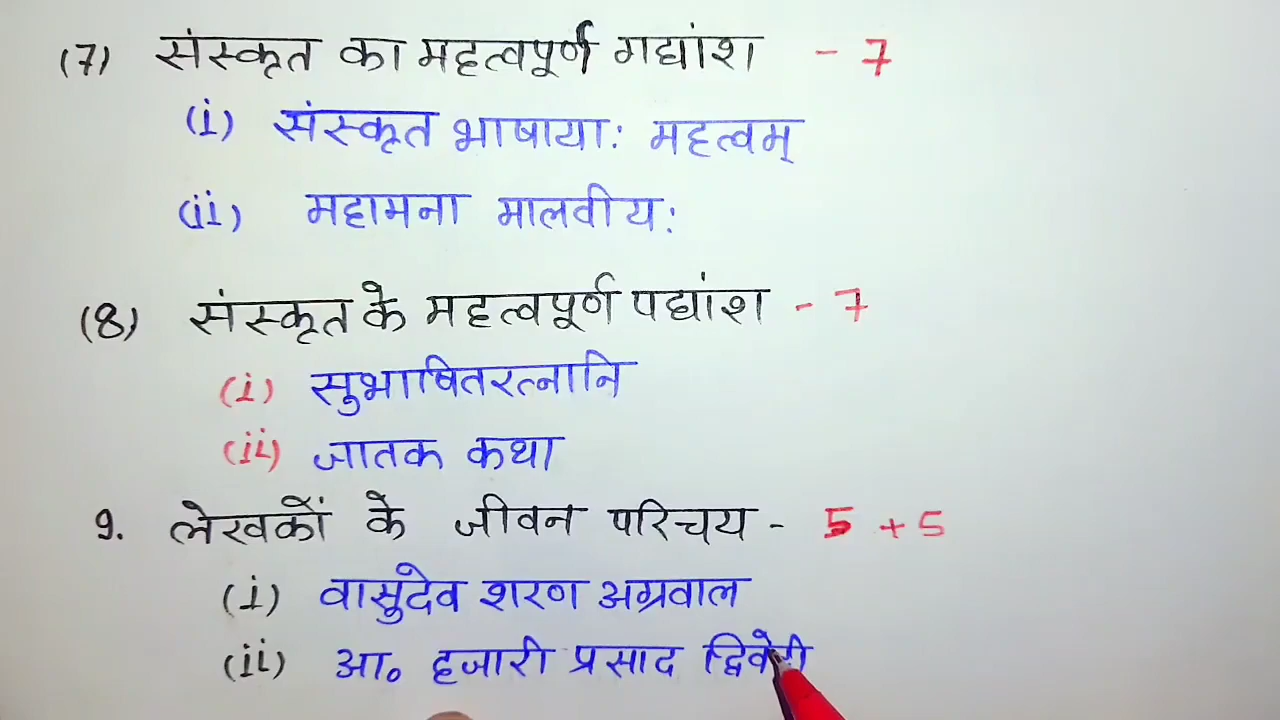 (7) संस्कृत का महत्वपूर्ण गद्यांश - 7
(i) संस्कृत भाषाया: महत्वम्
(ii) महामना मालवीय:
(8) संस्कृत के महत्वपूर्ण पद्यांश - 7
(i) सुभाषितरत्नानि
(ii) जातक कथा
9. लेखकों के जीवन परिचय - 5 + 5
(i) वासुदेव शरण अग्रवाल
(ii) आ० हजारी प्रसाद द्विवेदी